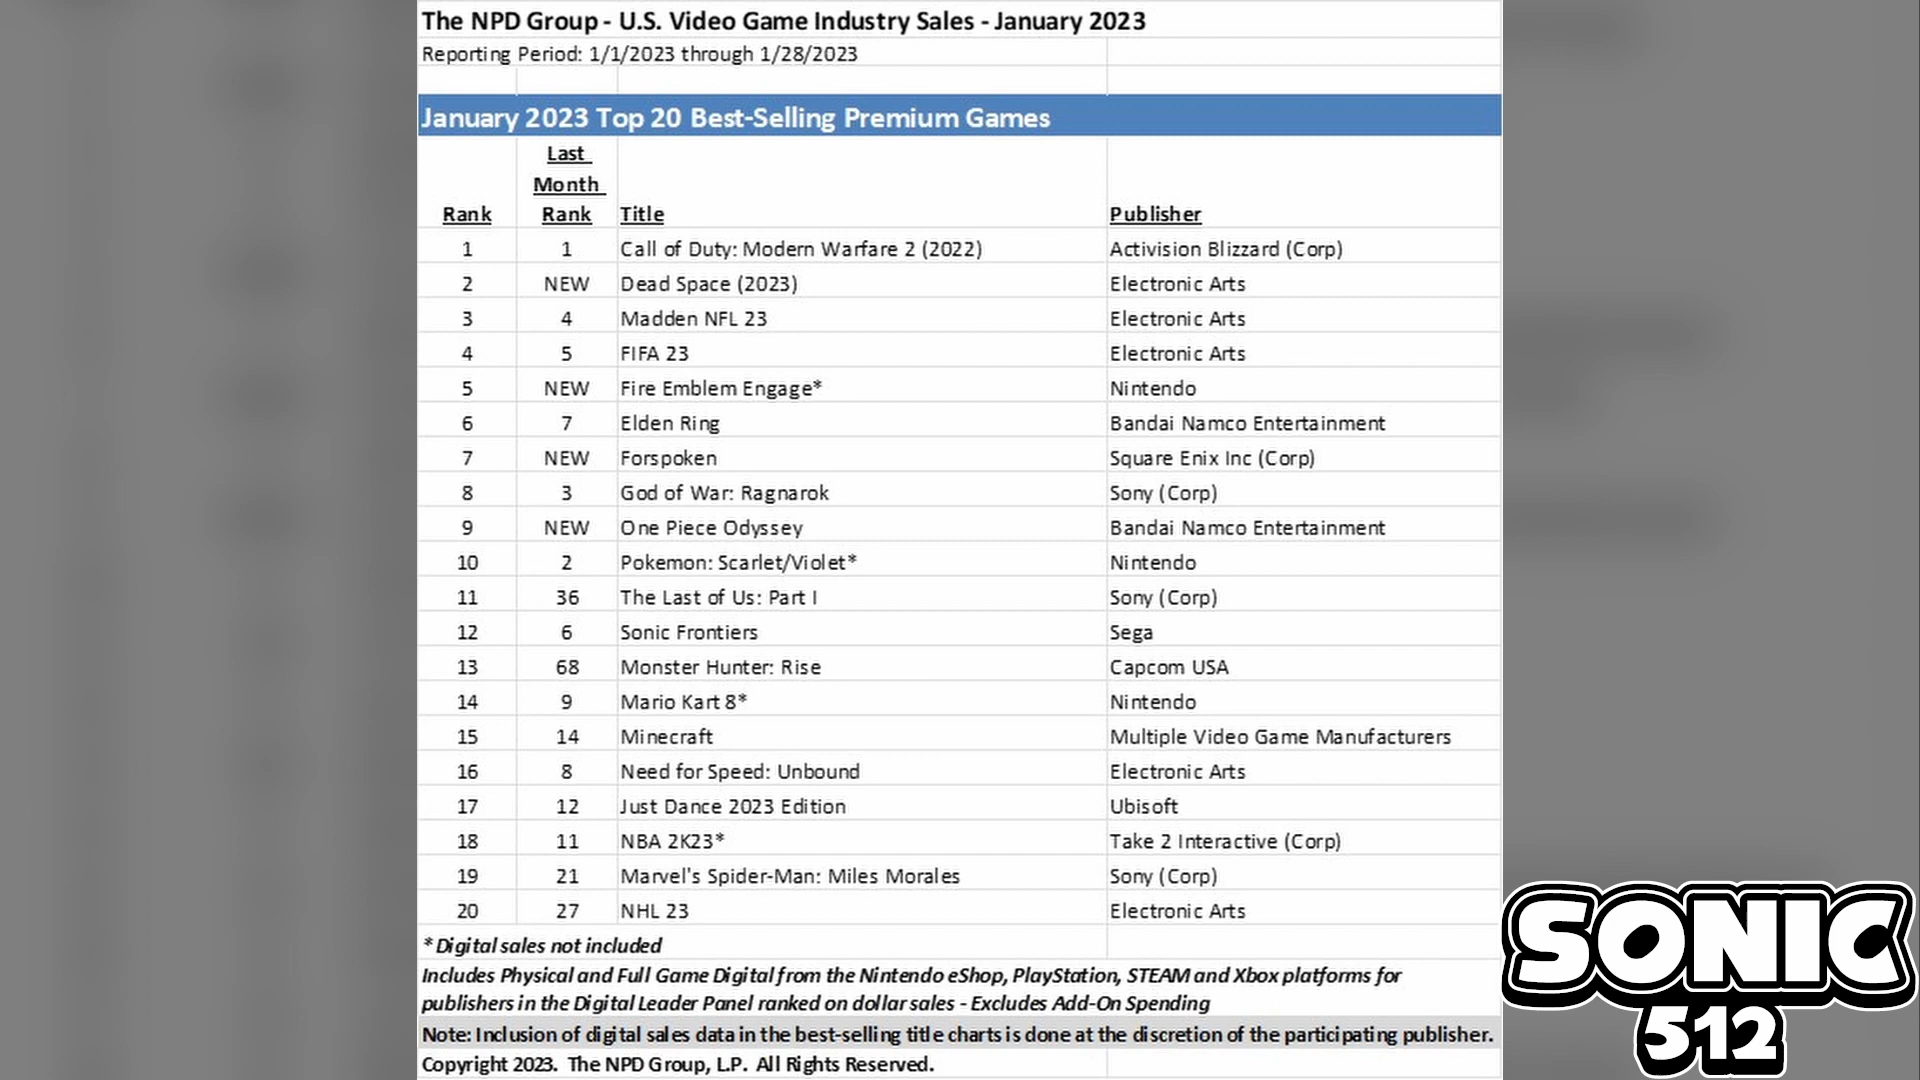 The NPD Group - U.S. Video Game Industry Sales - January 2023
Reporting Period: 1/1/2023 through 1/28/2023
January 2023 Top 20 Best-Selling Premium Games
Rank Last Month Rank Title Publisher
1 1 Call of Duty: Modern Warfare 2 (2022) Activision Blizzard (Corp)
2 NEW Dead Space (2023) Electronic Arts
3 4 Madden NFL 23 Electronic Arts
4 5 FIFA 23 Electronic Arts
5 NEW Fire Emblem Engage* Nintendo
6 7 Elden Ring Bandai Namco Entertainment
7 NEW Forspoken Square Enix Inc (Corp)
8 3 God of War: Ragnarok Sony (Corp)
9 NEW One Piece Odyssey Bandai Namco Entertainment
10 2 Pokemon: Scarlet/Violet* Nintendo
11 36 The Last of Us: Part I Sony (Corp)
12 6 Sonic Frontiers Sega
13 68 Monster Hunter: Rise Capcom USA
14 9 Mario Kart 8* Nintendo
15 14 Minecraft Multiple Video Game Manufacturers
16 8 Need for Speed: Unbound Electronic Arts
17 12 Just Dance 2023 Edition Ubisoft
18 11 NBA 2K23* Take 2 Interactive (Corp)
19 21 Marvel's Spider-Man: Miles Morales Sony (Corp)
20 27 NHL 23 Electronic Arts
* Digital sales not included
Includes Physical and Full Game Digital from the Nintendo eShop, PlayStation, STEAM and Xbox platforms for
publishers in the Digital Leader Panel ranked on dollar sales - Excludes Add-On Spending
Note: Inclusion of digital sales data in the best-selling title charts is done at the discretion of the participating publisher.
Copyright 2023. The NPD Group, L.P. All Rights Reserved.
SONIC
512